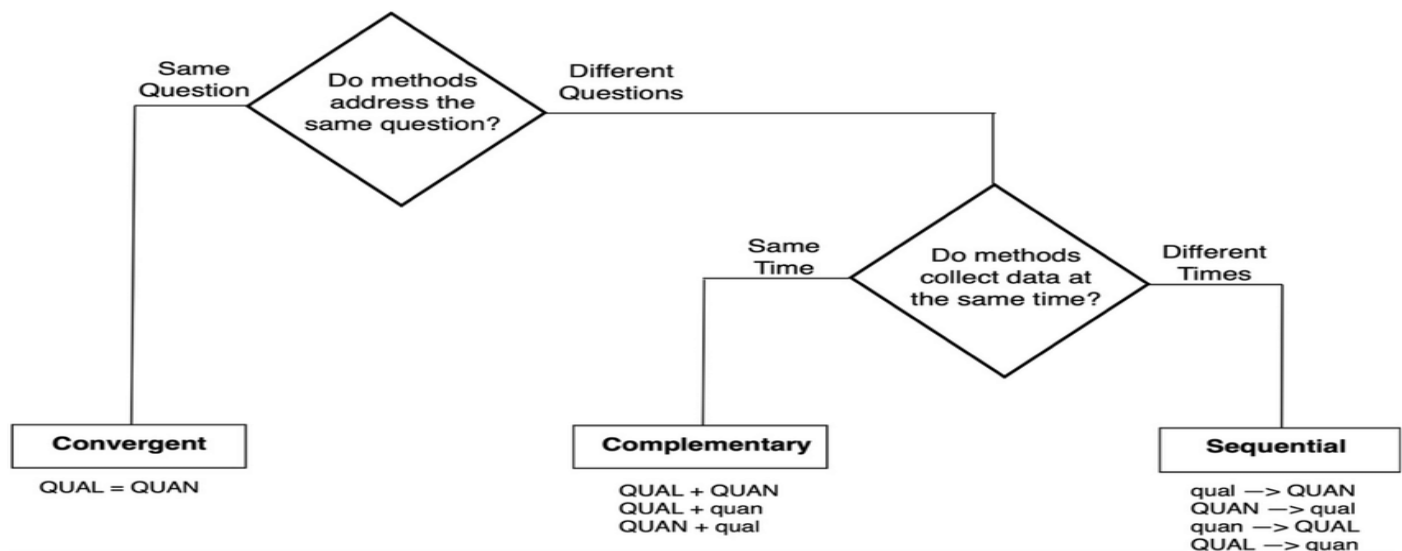 Same
Question
Do methods
address the
same question?
Different
Questions
Same
Time
Do methods
collect data at
the same time?
Different
Times
Convergent
QUAL = QUAN
Complementary
QUAL + QUAN
QUAL + quan
QUAN + qual
Sequential
qual —> QUAN
QUAN —> qual
quan —> QUAL
QUAL —> quan